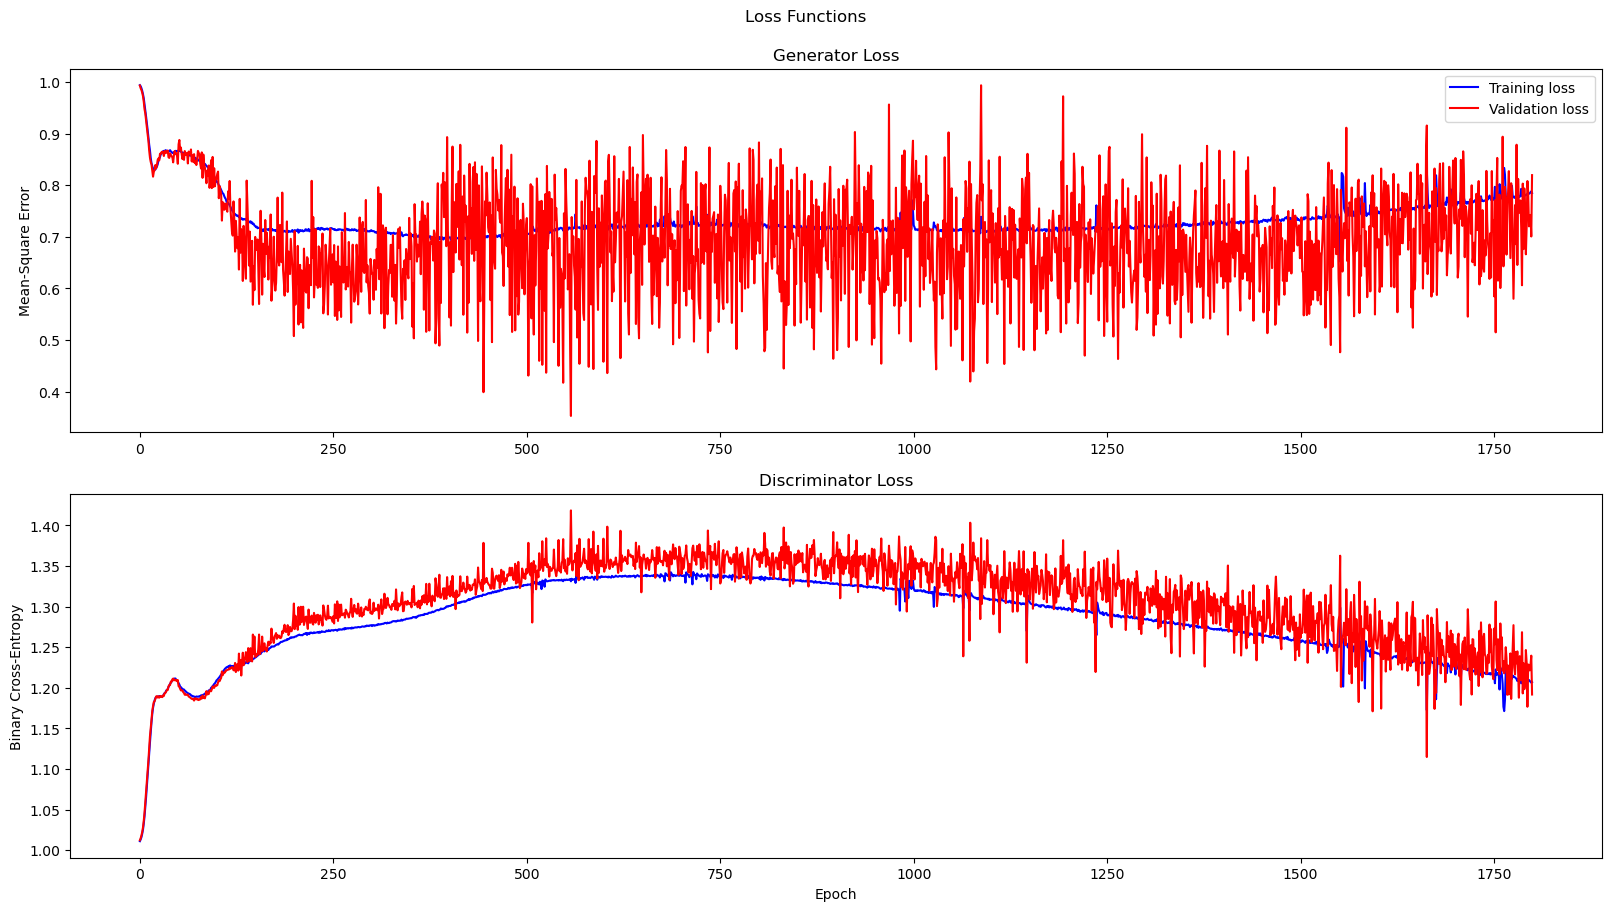 Loss Functions
Generator Loss
Mean-Square Error
1.0
0.9
0.8
0.7
0.6
0.5
0.4
Training loss
Validation loss
0 250 500 750 1000 1250 1500 1750
Discriminator Loss
Binary Cross-Entropy
1.40
1.35
1.30
1.25
1.20
1.15
1.10
1.05
1.00
0 250 500 750 1000 1250 1500 1750
Epoch